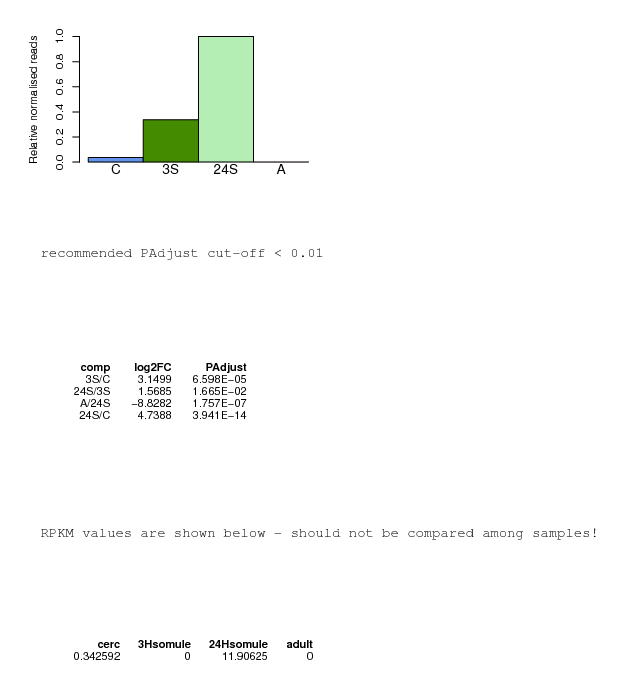 Relative normalised reads
1.0
0.8
0.6
0.4
0.2
0.0
C 3S 24S A
recommended PAdjust cut-off < 0.01
comp log2FC PAdjust
3S/C 3.1499 6.598E-05
24S/3S 1.5685 1.665E-02
A/24S -8.8282 1.757E-07
24S/C 4.7388 3.941E-14
RPKM values are shown below - should not be compared among samples!
cerc 3Hsomule 24Hsomule adult
0.342592 0 11.90625 0